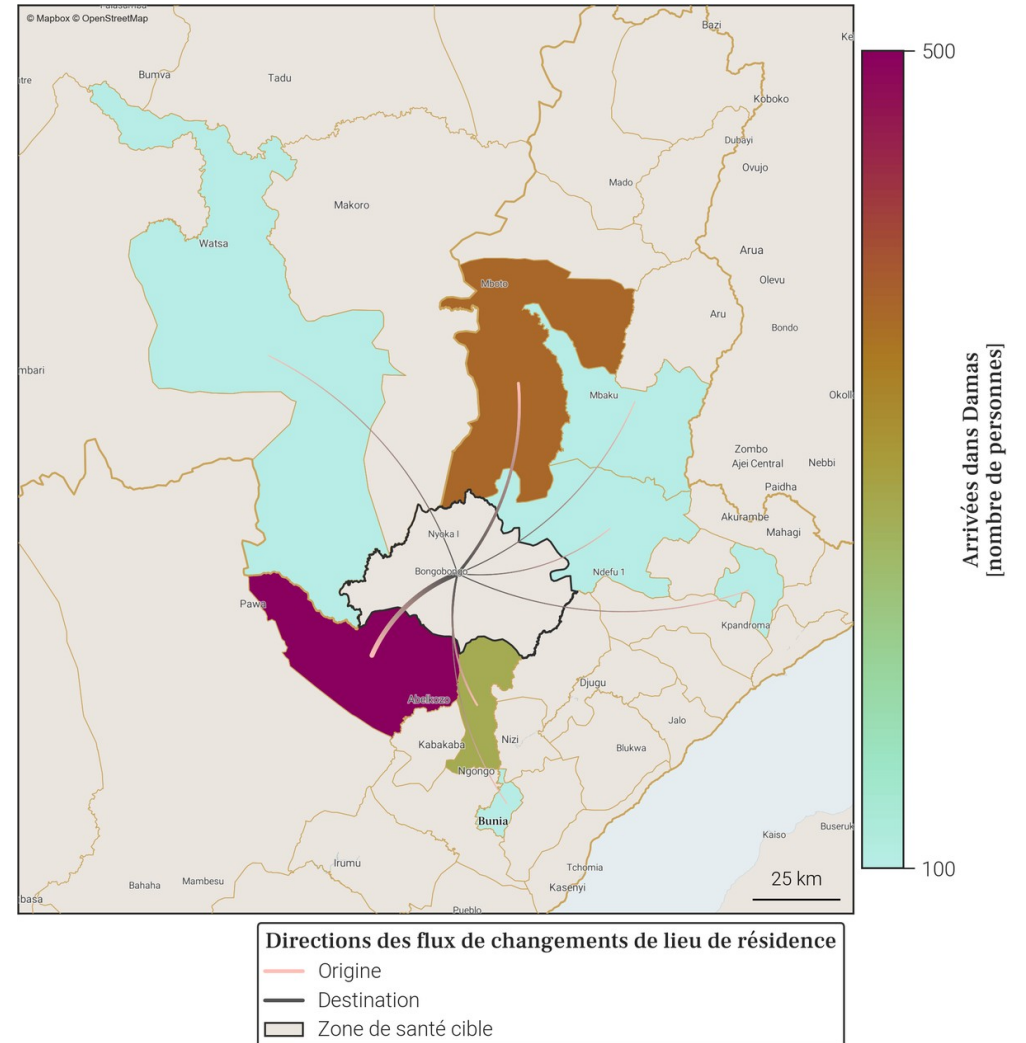 © Mapbox © OpenStreetMap
Bazi
Ke
Bumva
Tadu
tre
Koboko
Dubayi
Ovujo
Mado
Makoro
Watsa
Arua
Mboto
Olevu
Aru
Bondo
mbari
Mbaku
Okoll
Zombo
Ajei Central
Nebbi
Paidha
Akurambe
Mahagi
Nyoka I
Bongobongo
Ndefu 1
Pawa
Kpandroma
Djugu
Abelkozo
Jalo
Kabakaba
Nizi
Blukwa
Ngongo
Bunia
Kaiso
Buseruk
Irumu
Tchomia
Kasenyi
Bahaha
Mambesu
basa
Pueblo
25 km
500
100
Arrivées dans Damas
[nombre de personnes]
Directions des flux de changements de lieu de résidence
Origine
Destination
Zone de santé cible